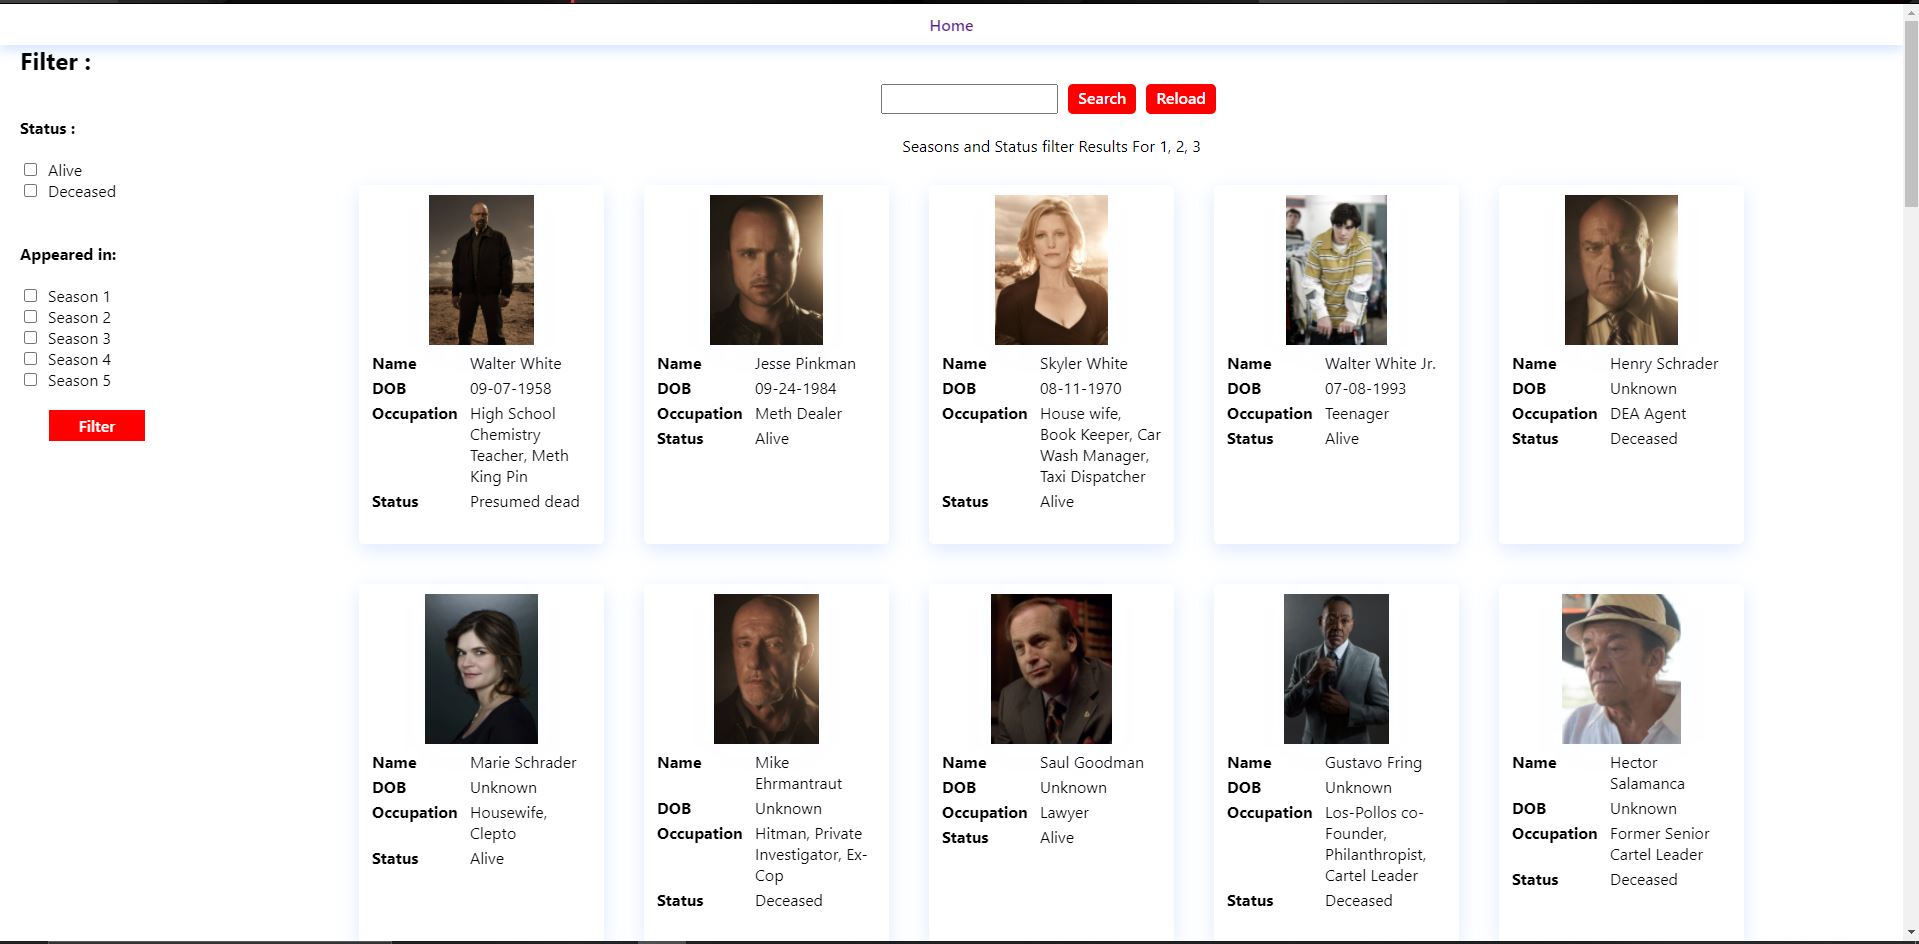 Home
Filter :
Status :
Alive
Deceased
Appeared in:
Season 1
Season 2
Season 3
Season 4
Season 5
Filter
Search
Reload
Seasons and Status filter Results For 1, 2, 3
Name Walter White
DOB 09-07-1958
Occupation High School
Chemistry
Teacher, Meth
King Pin
Status Presumed dead
Name Jesse Pinkman
DOB 09-24-1984
Occupation Meth Dealer
Status Alive
Name Skyler White
DOB 08-11-1970
Occupation House wife,
Book Keeper, Car
Wash Manager,
Taxi Dispatcher
Status Alive
Name Walter White Jr.
DOB 07-08-1993
Occupation Teenager
Status Alive
Name Henry Schrader
DOB Unknown
Occupation DEA Agent
Status Deceased
Name Marie Schrader
DOB Unknown
Occupation Housewife,
Clepto
Status Alive
Name Mike
Ehrmantraut
DOB Unknown
Occupation Hitman, Private
Investigator, Ex-
Cop
Status Deceased
Name Saul Goodman
DOB Unknown
Occupation Lawyer
Status Alive
Name Gustavo Fring
DOB Unknown
Occupation Los-Pollos co-
Founder,
Philanthropist,
Cartel Leader
Status Deceased
Name Hector
Salamanca
DOB Unknown
Occupation Former Senior
Cartel Leader
Status Deceased